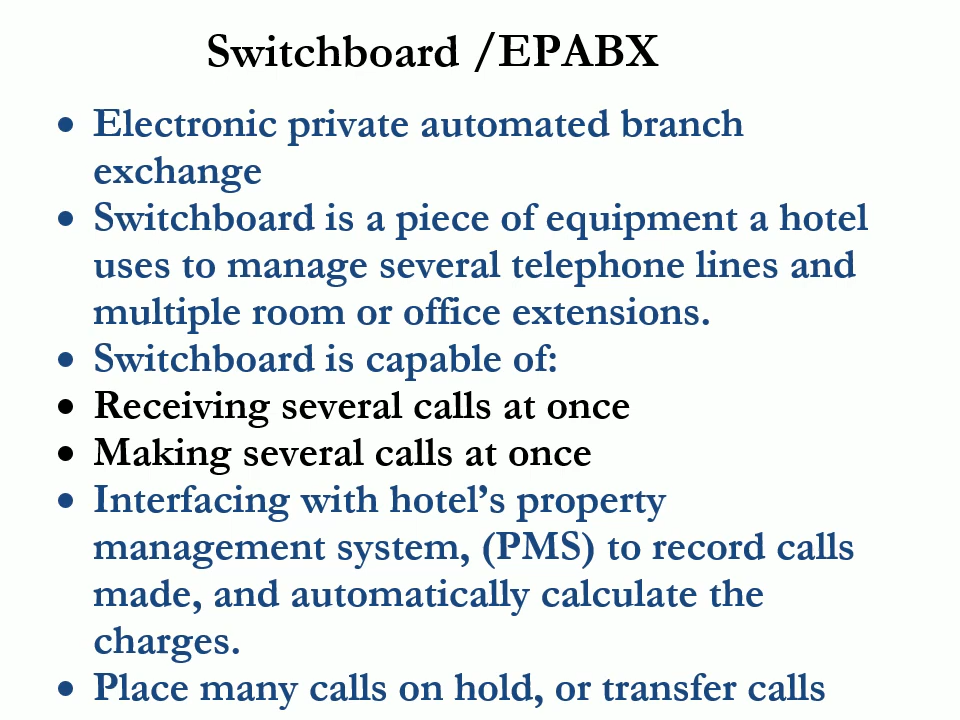 Switchboard /EPABX
• Electronic private automated branch
exchange
• Switchboard is a piece of equipment a hotel
uses to manage several telephone lines and
multiple room or office extensions.
• Switchboard is capable of:
• Receiving several calls at once
• Making several calls at once
• Interfacing with hotel’s property
management system, (PMS) to record calls
made, and automatically calculate the
charges.
• Place many calls on hold, or transfer calls